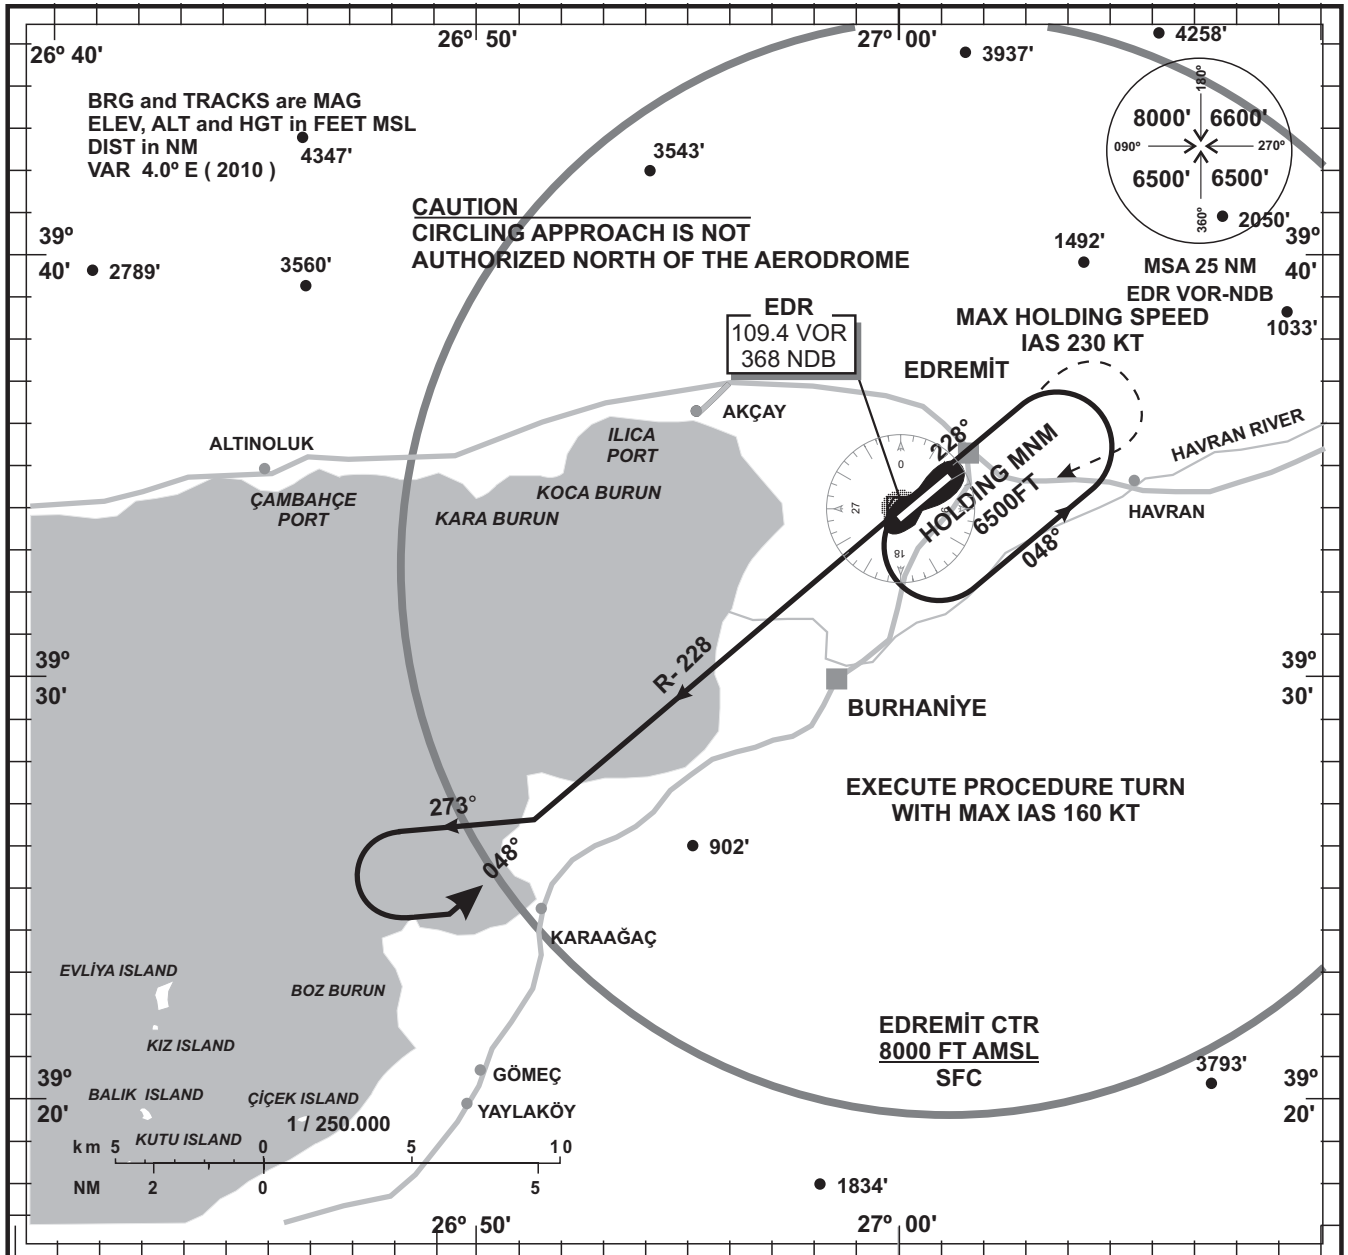 26º 40'
26º 50'
27º 00'
4258'
3937'
BRG and TRACKS are MAG
ELEV, ALT and HGT in FEET MSL
DIST in NM
VAR 4.0º E ( 2010 )
4347'
3543'
180º
8000' 6600'
090º 270º
6500' 6500'
360º
2050'
CAUTION
CIRCLING APPROACH IS NOT
AUTHORIZED NORTH OF THE AERODROME
39º
40'
2789'
3560'
1492'
39º
40'
MSA 25 NM
EDR VOR-NDB
1033'
EDR
109.4 VOR
368 NDB
MAX HOLDING SPEED
IAS 230 KT
EDREMİT
AKÇAY
ALTINOLUK
ILICA
PORT
228°
HAVRAN RIVER
ÇAMBAHÇE
PORT
KOCA BURUN
KARA BURUN
0
27
18
HOLDING MNM
6500FT
HAVRAN
048°
R- 228
39º
30'
39º
30'
BURHANİYE
EXECUTE PROCEDURE TURN
WITH MAX IAS 160 KT
273°
048°
902'
KARAAĞAÇ
EVLİYA ISLAND
BOZ BURUN
KIZ ISLAND
EDREMİT CTR
8000 FT AMSL
SFC
3793'
39º
20'
39º
20'
GÖMEÇ
BALIK ISLAND
ÇİÇEK ISLAND
YAYLAKÖY
1 / 250.000
KUTU ISLAND
km 5 0 5 10
NM 2 0 5
1834'
26º 50'
27º 00'